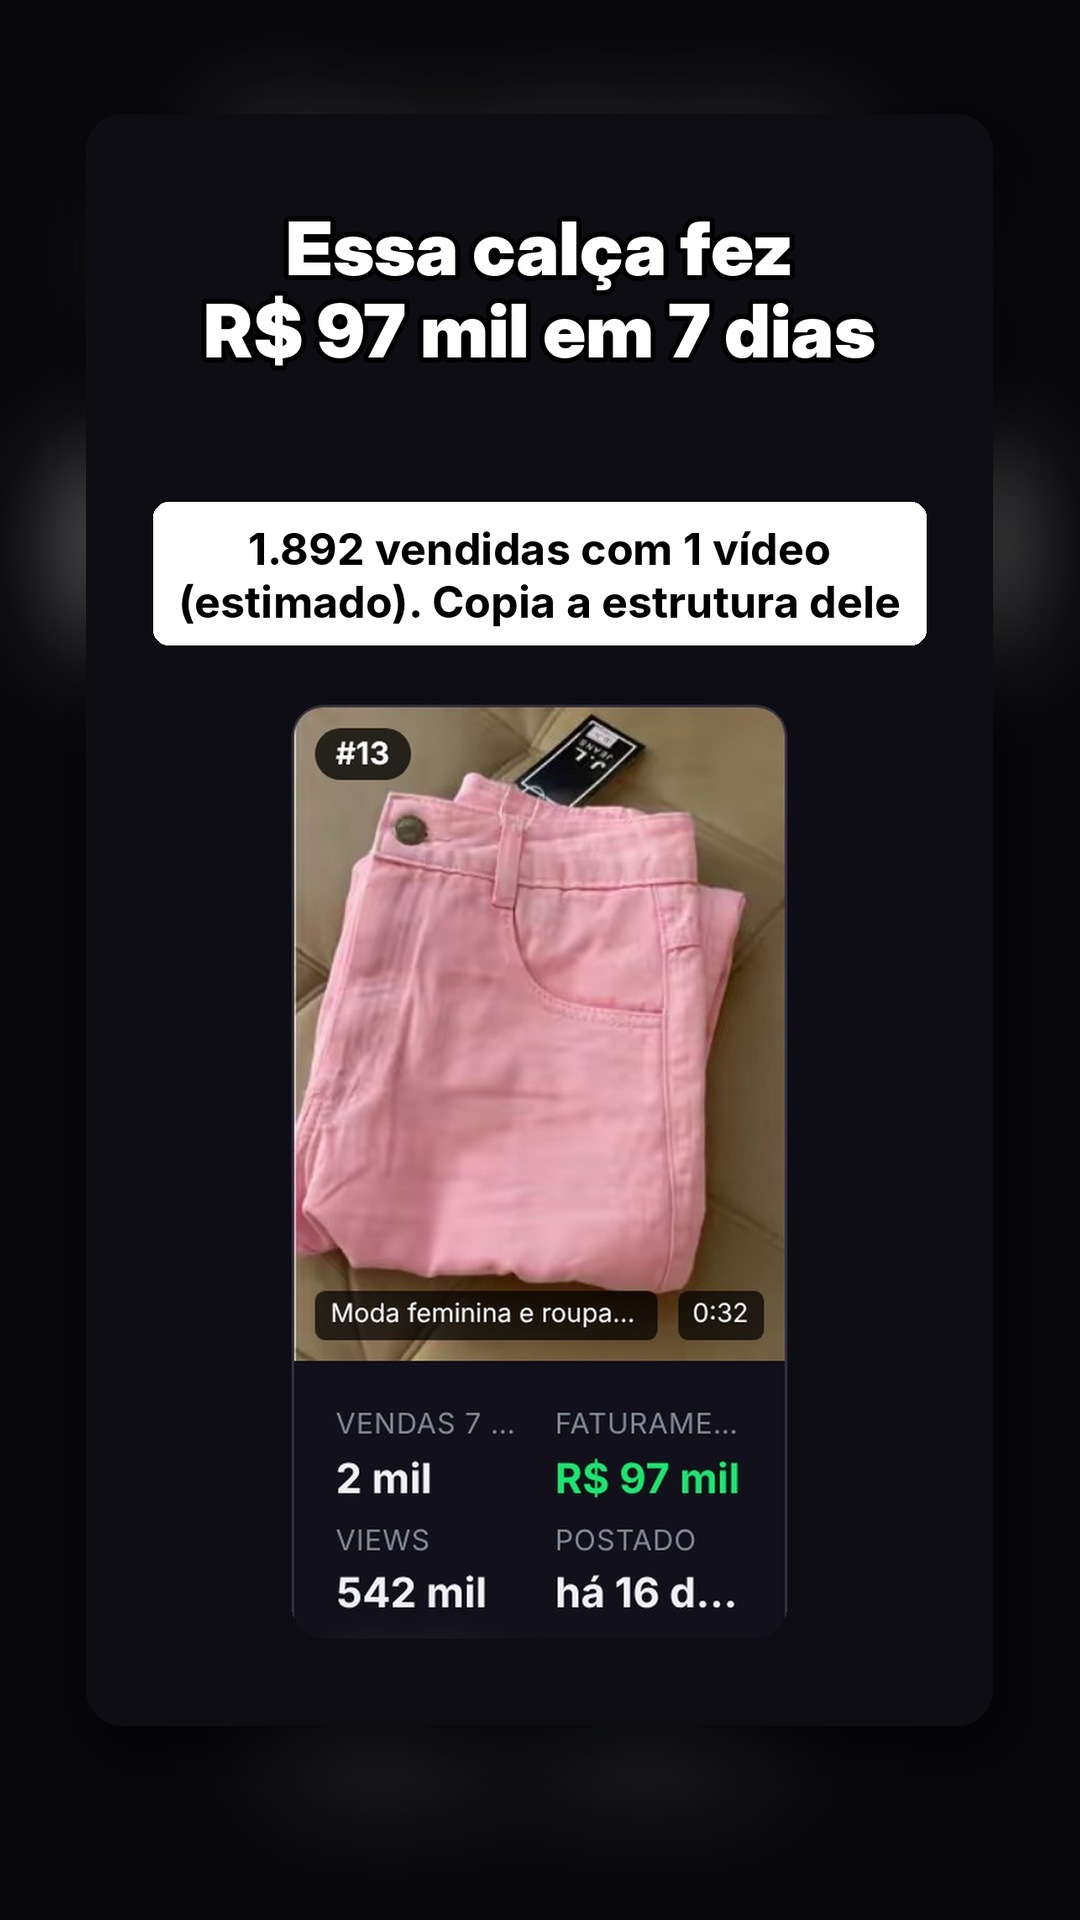 Essa calça fez
R$ 97 mil em 7 dias
1.892 vendidas com 1 vídeo
(estimado). Copia a estrutura dele
#13
J.L
JEANS
Moda feminina e roupa...
0:32
VENDAS 7 ...
FATURAME...
2 mil
R$ 97 mil
VIEWS
POSTADO
542 mil
há 16 d...